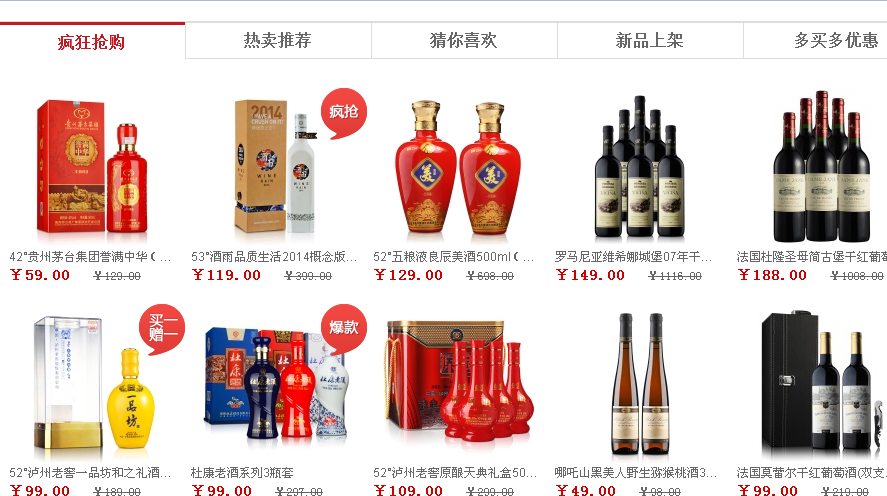 疯狂抢购
热卖推荐
猜你喜欢
新品上架
多买多优惠
疯抢
42°贵州茅台集团誉满中华 ( ...
53°酒雨品质生活2014概念版...
52°五粮液良辰美酒500ml ( ...
罗马尼亚维希娜城堡07年干...
法国杜隆圣母简古堡干红葡萄
￥59.00 ￥129.00
￥119.00 ￥399.00
￥129.00 ￥698.00
￥149.00 ￥1116.00
￥188.00 ￥1008.00
买一
赠一
爆款
52°泸州老窖一品坊和之礼酒...
杜康老酒系列3瓶套
52°泸州老窖原酿天典礼盒50...
哪吒山黑美人野生猕猴桃酒3...
法国莫蕾尔干红葡萄酒(双支
￥99.00 ￥189.00
￥99.00 ￥297.00
￥109.00 ￥299.00
￥49.00 ￥98.00
￥99.00 ￥219.00